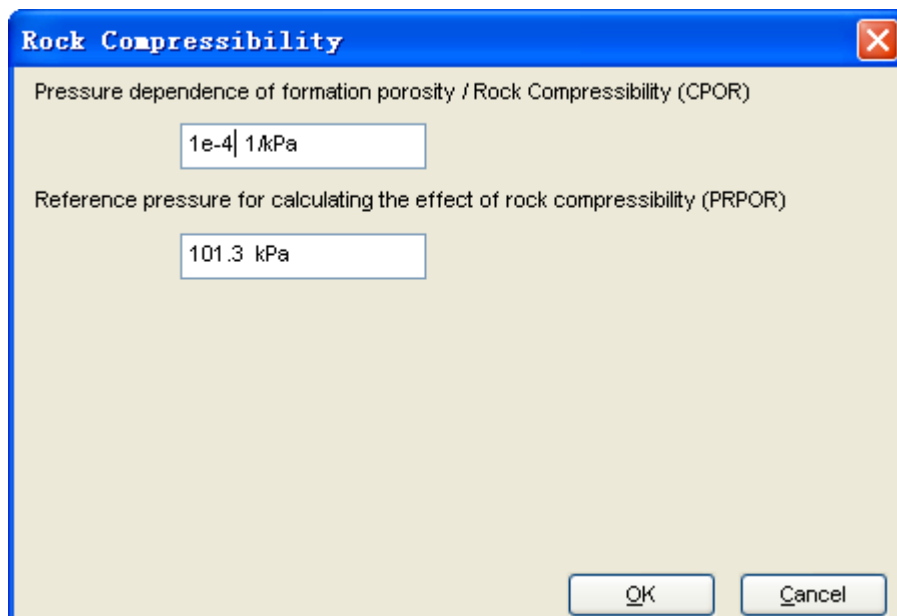 Rock Compressibility
Pressure dependence of formation porosity / Rock Compressibility (CPOR)
1e-4 1/kPa
Reference pressure for calculating the effect of rock compressibility (PRPOR)
101.3 kPa
OK Cancel